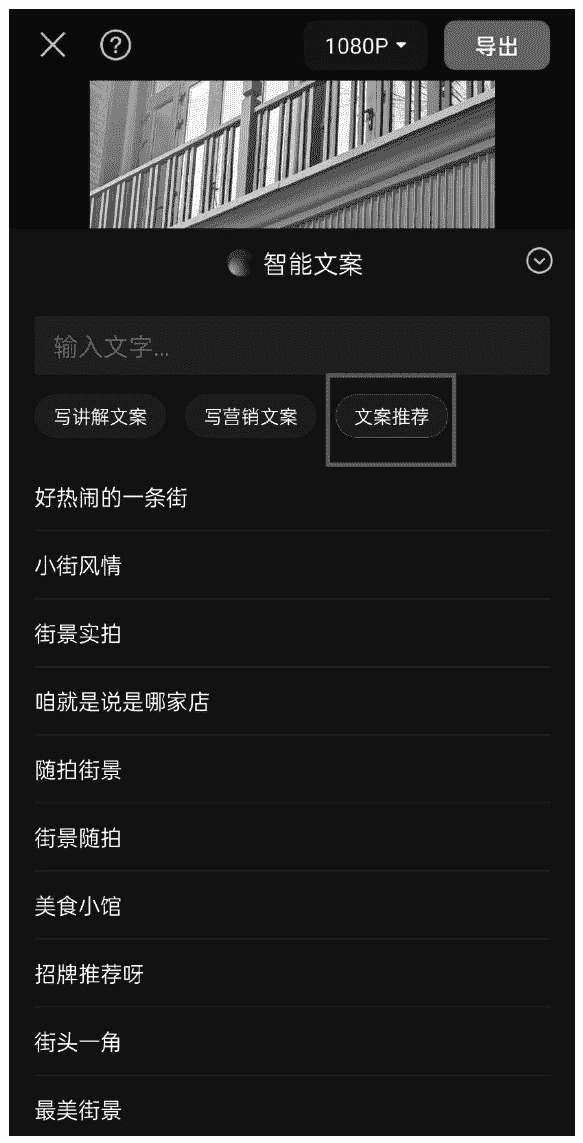 1080P 导出
智能文案
输入文字...
写讲解文案 写营销文案 文案推荐
好热闹的一条街
小街风情
街景实拍
咱就是说是哪家店
随拍街景
街景随拍
美食小馆
招牌推荐呀
街头一角
最美街景